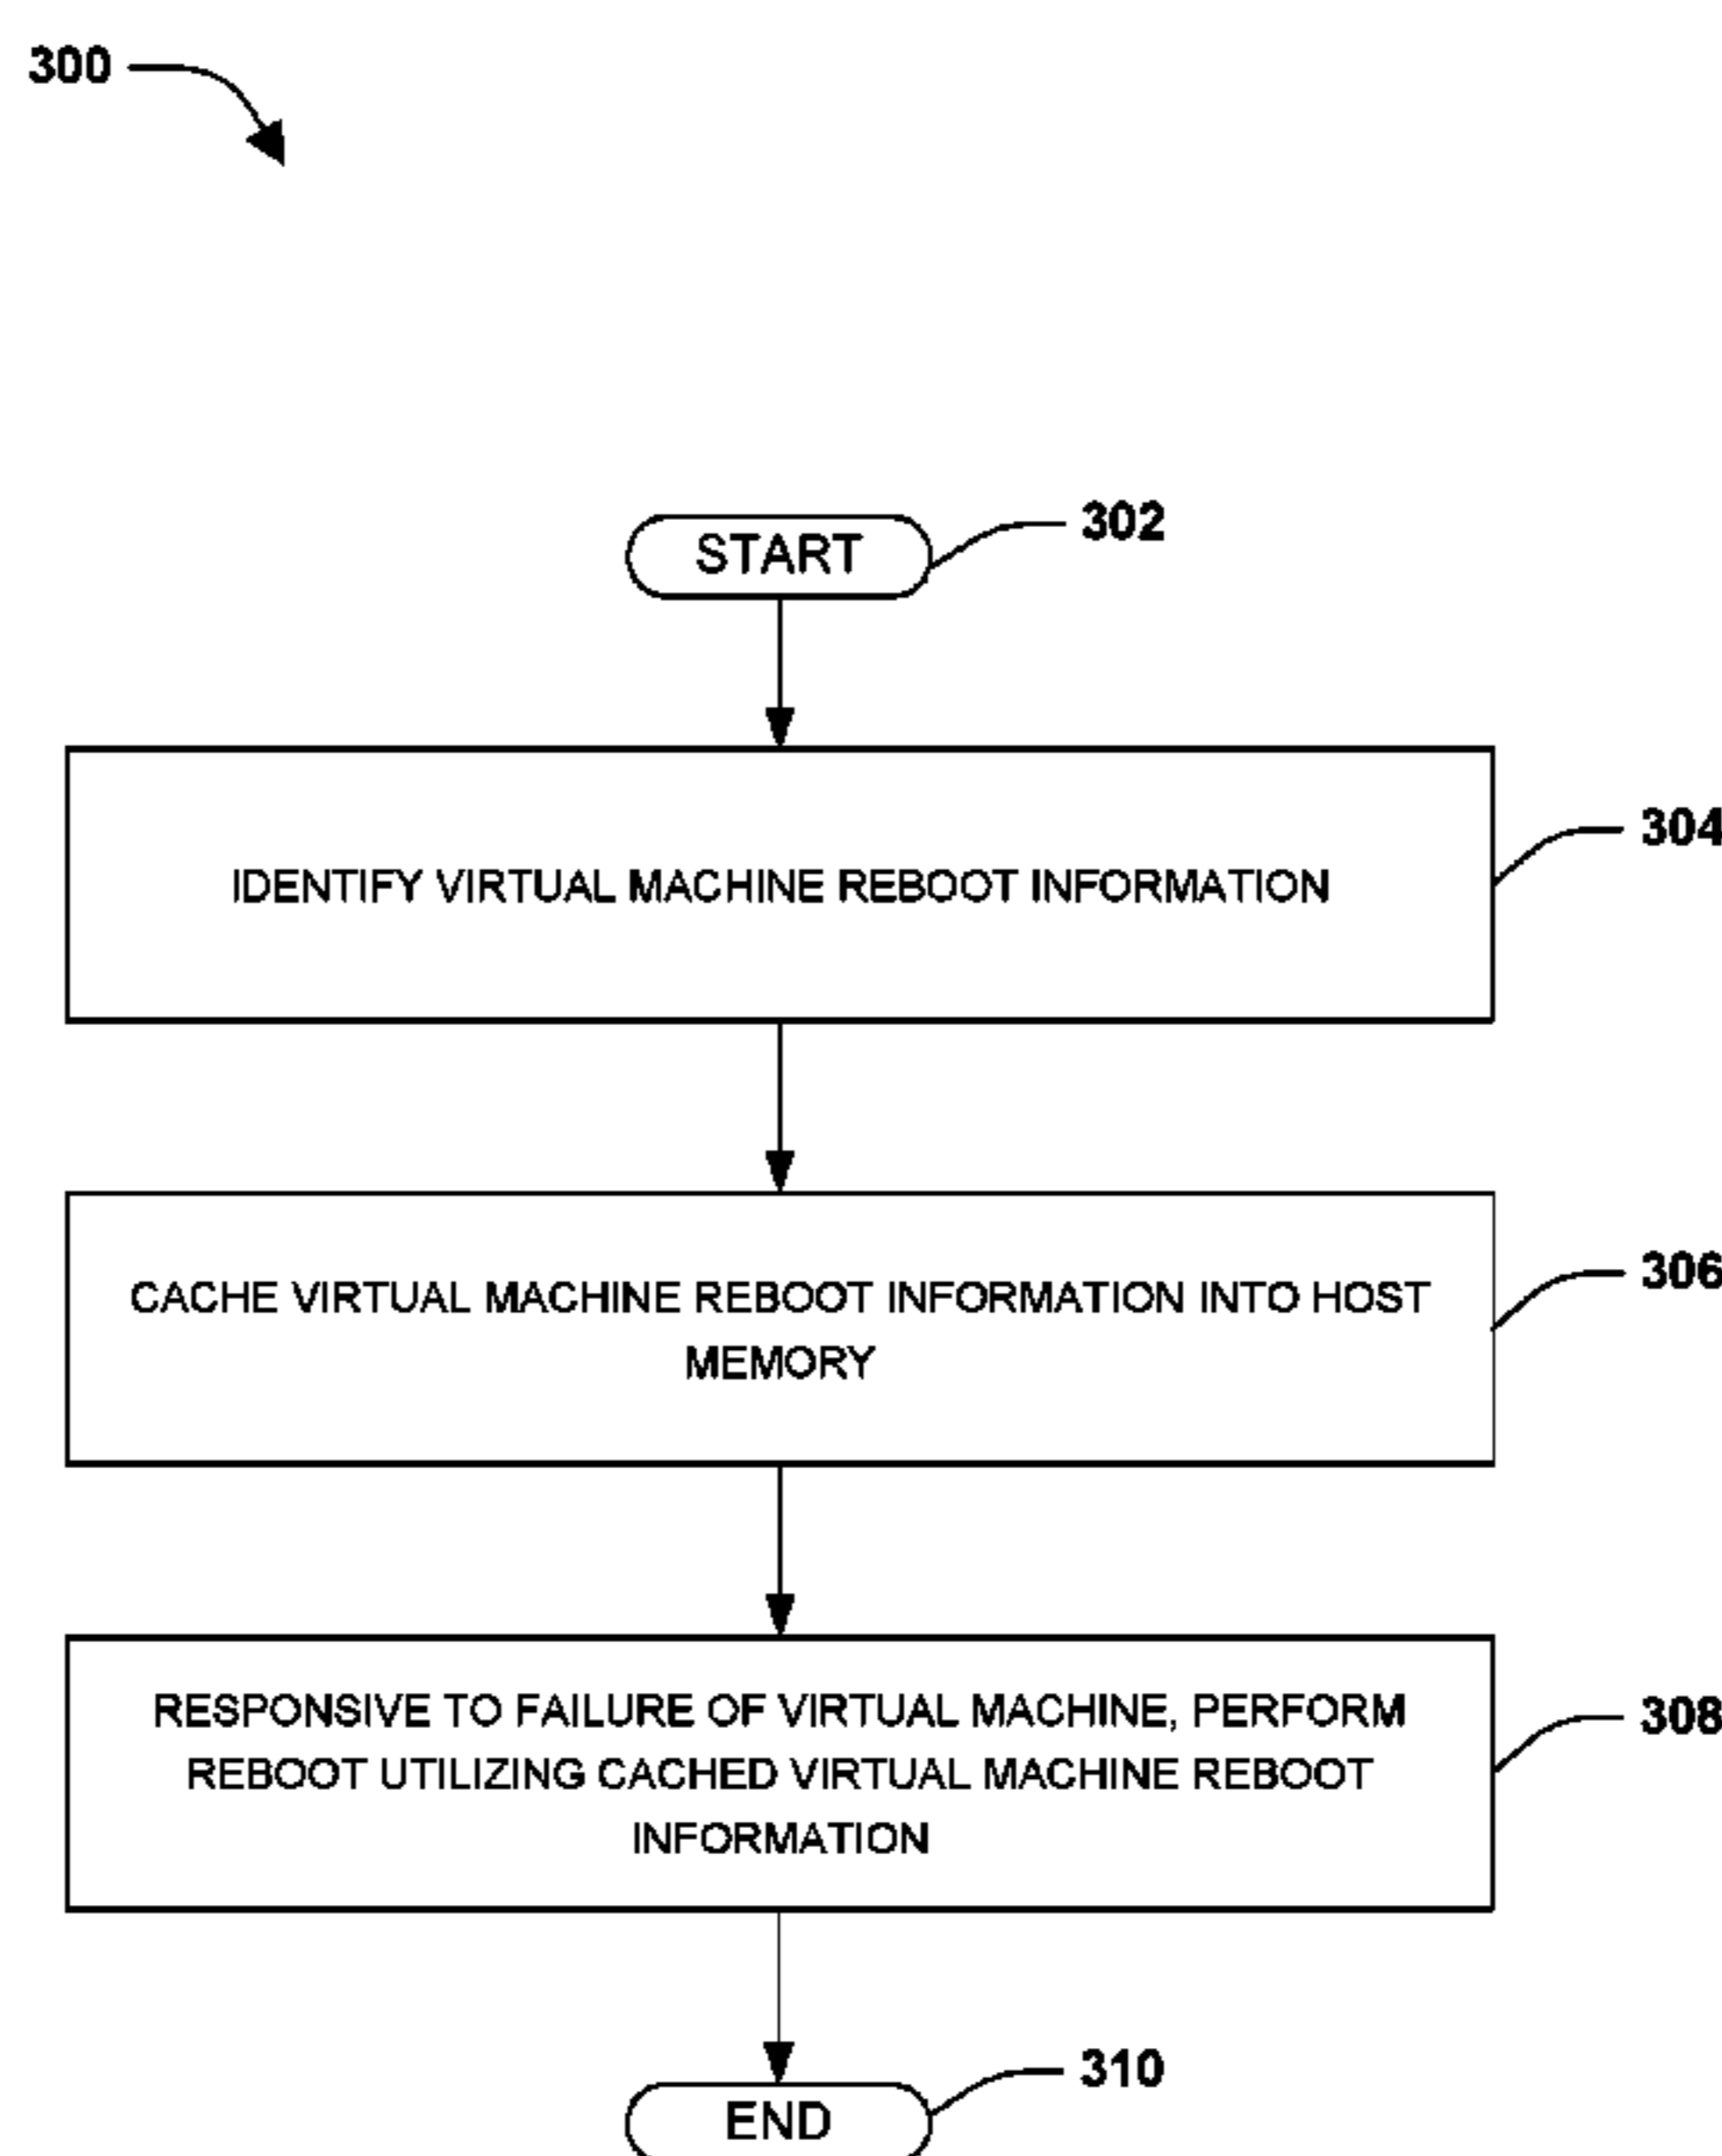 300
START
302
IDENTIFY VIRTUAL MACHINE REBOOT INFORMATION
304
CACHE VIRTUAL MACHINE REBOOT INFORMATION INTO HOST
MEMORY
306
RESPONSIVE TO FAILURE OF VIRTUAL MACHINE, PERFORM
REBOOT UTILIZING CACHED VIRTUAL MACHINE REBOOT
INFORMATION
308
END
310